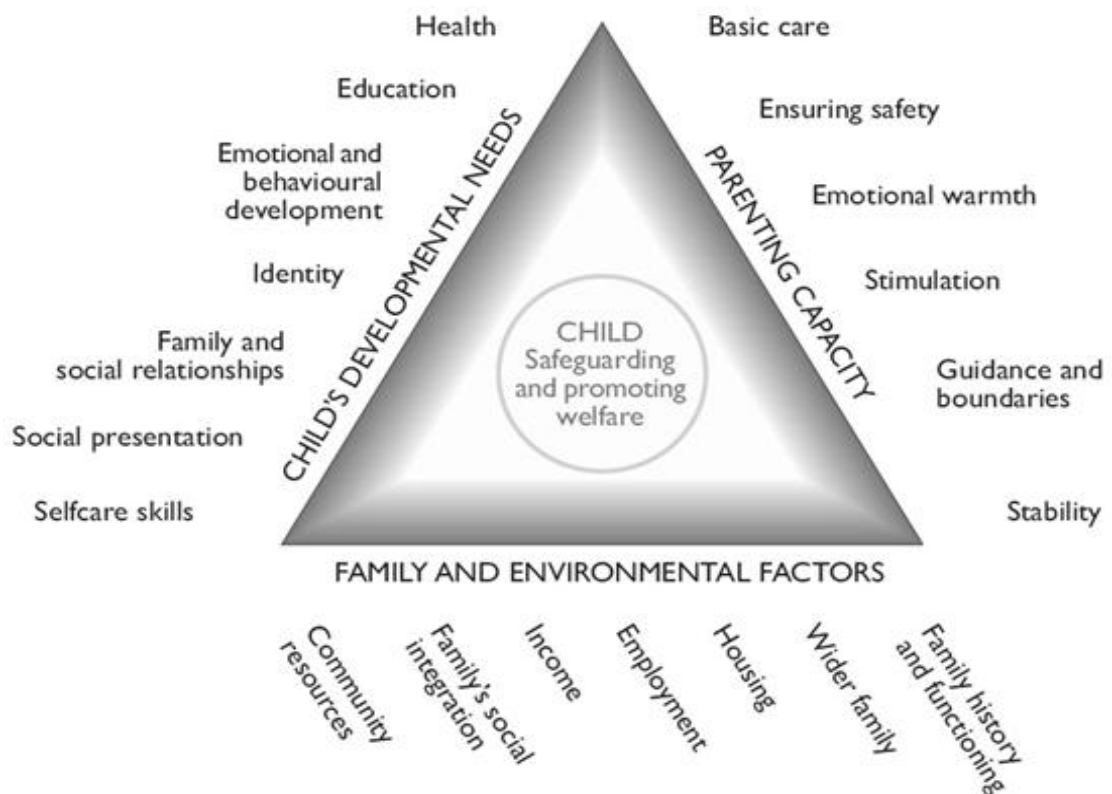 Health
Education
Emotional and
behavioural
development
Identity
Family and
social relationships
Social presentation
Selfcare skills
CHILD'S DEVELOPMENTAL NEEDS
Basic care
Ensuring safety
Emotional warmth
Stimulation
Guidance and
boundaries
Stability
PARENTING CAPACITY
CHILD
Safeguarding
and promoting
welfare
FAMILY AND ENVIRONMENTAL FACTORS
Community
resources
Family's social
integration
Income
Employment
Housing
Wider family
Family history
and functioning